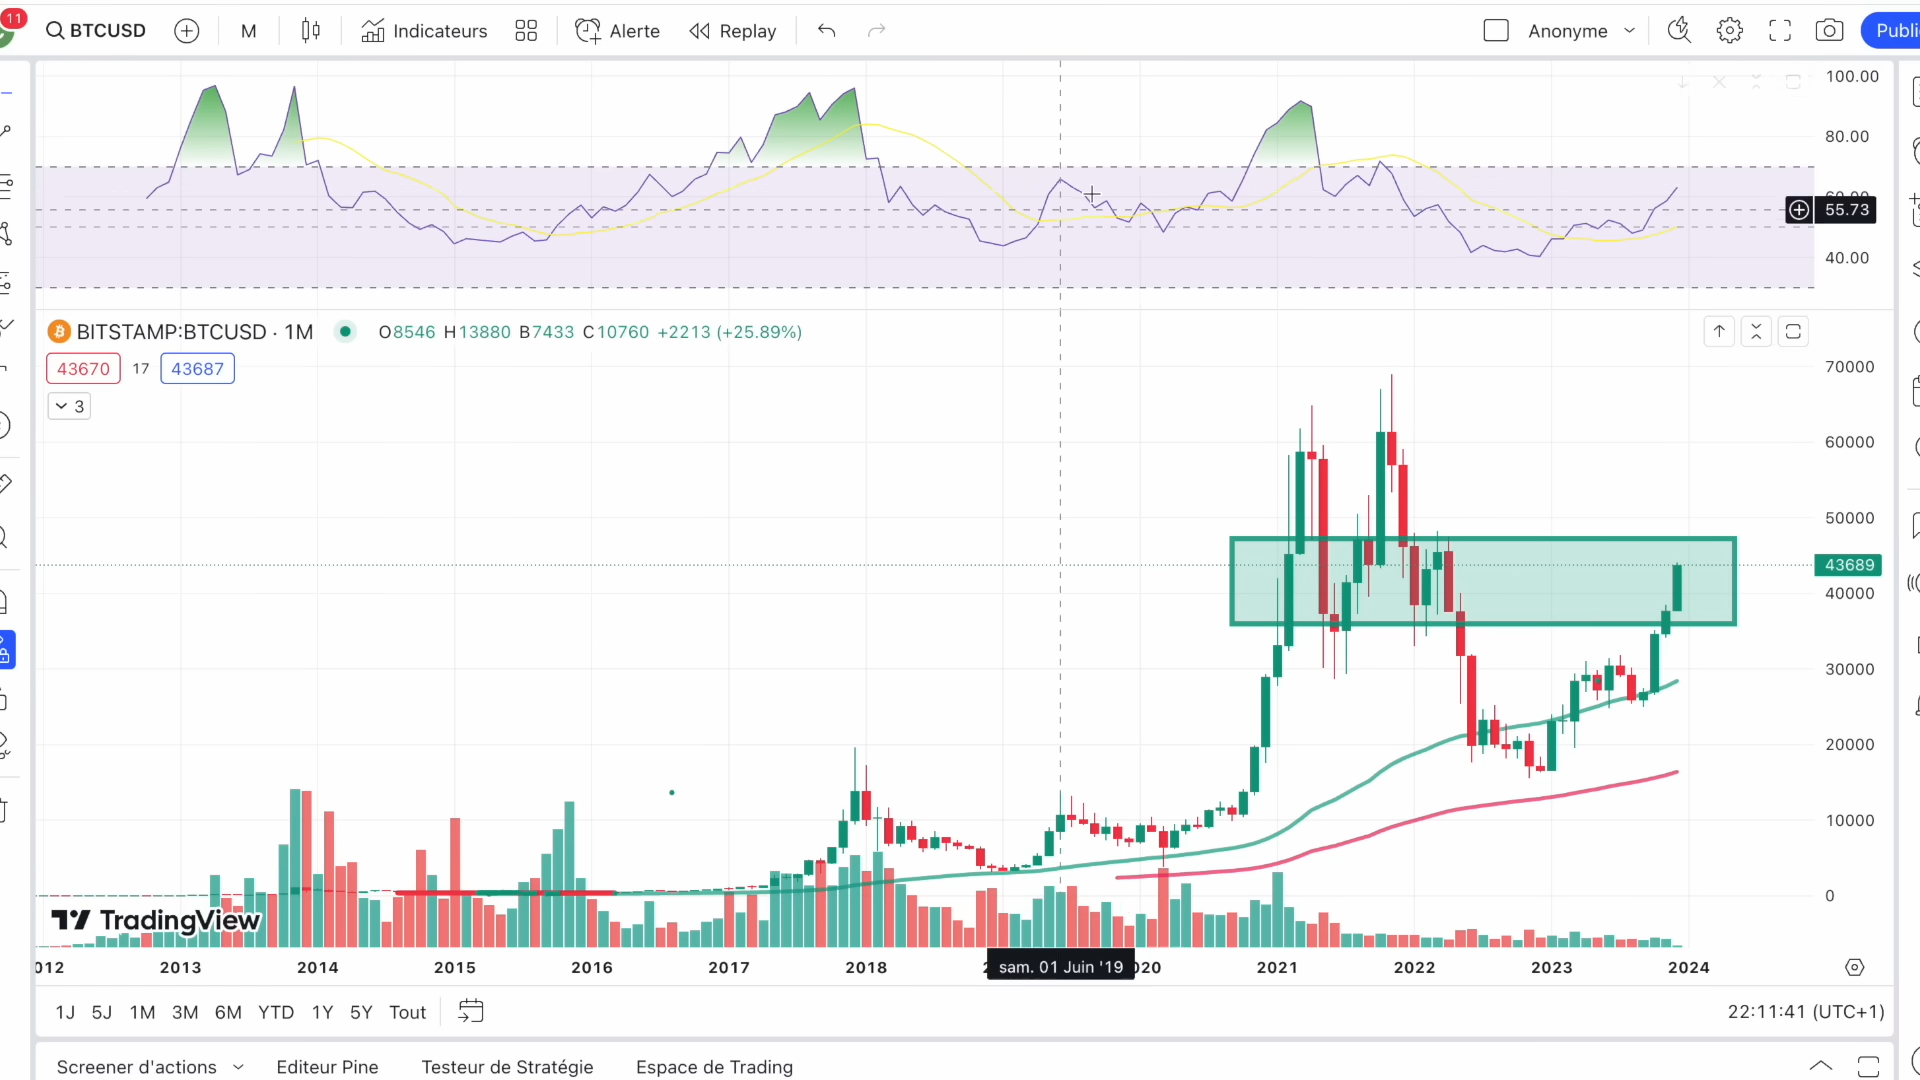 11
BTCUSD M Indicateurs Alerte Replay Anonyme
100.00
80.00
55.73
40.00
BITSTAMP:BTCUSD · 1M O8546 H13880 B7433 C10760 +2213 (+25.89%)
43670 17 43687
3
70000
60000
50000
43689
40000
30000
20000
10000
0
TradingView
2013 2014 2015 2016 2017 2018 sam. 01 Juin '19 2021 2022 2023 2024
1J 5J 1M 3M 6M YTD 1Y 5Y Tout 22:11:41 (UTC+1)
Screener d'actions Editeur Pine Testeur de Stratégie Espace de Trading